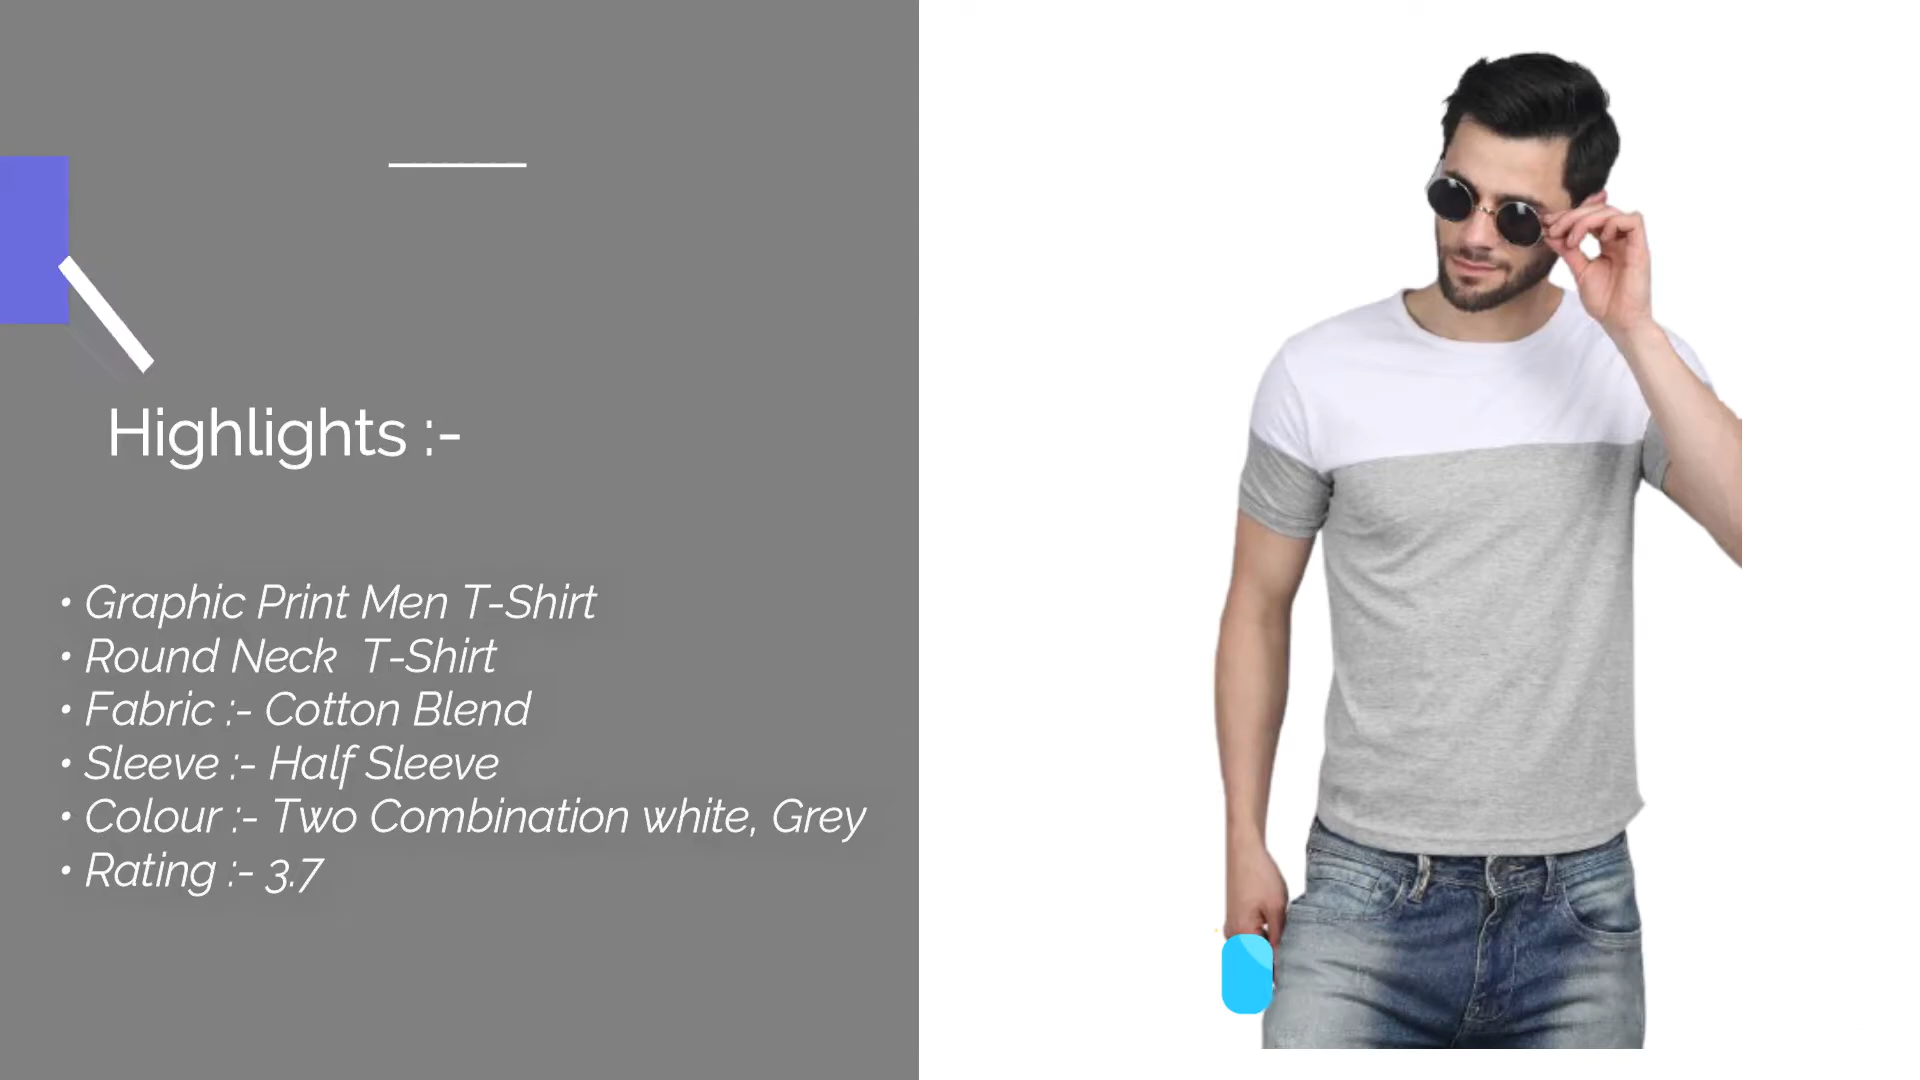 Highlights :-
• Graphic Print Men T-Shirt
• Round Neck  T-Shirt
• Fabric :- Cotton Blend
• Sleeve :- Half Sleeve
• Colour :- Two Combination white, Grey
• Rating :- 3.7